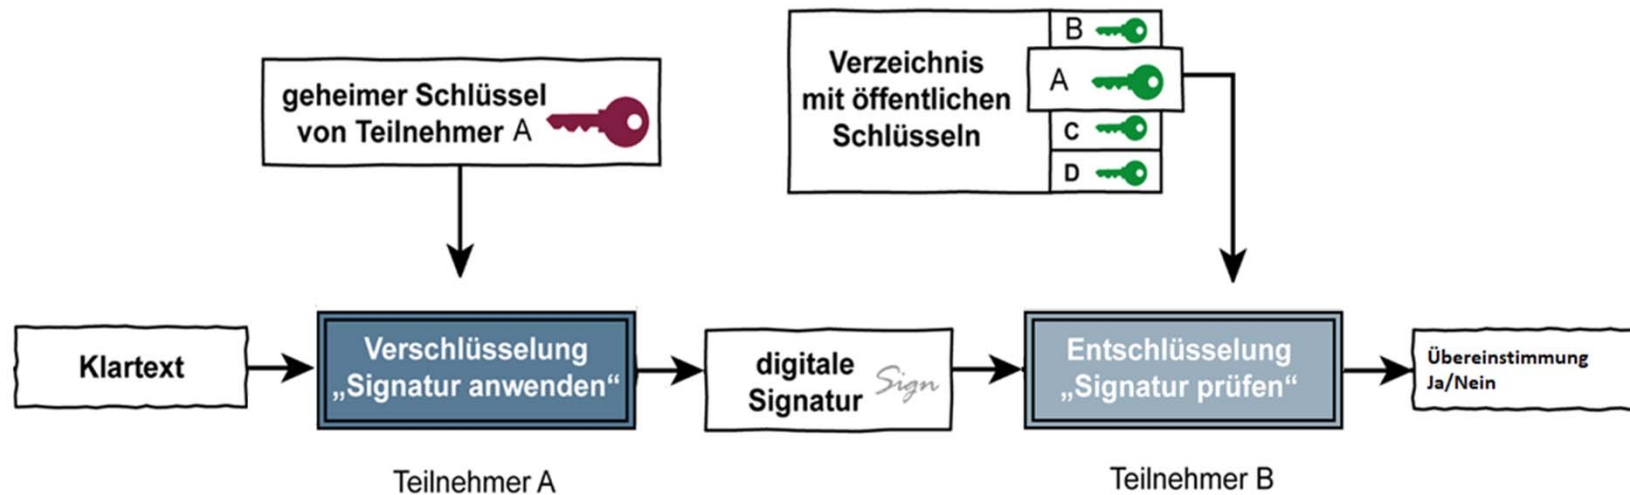 geheimer Schlüssel
von Teilnehmer A
Verzeichnis
mit öffentlichen
Schlüsseln
B
A
C
D
Klartext
Verschlüsselung
„Signatur anwenden“
digitale
Signatur Sign
Entschlüsselung
„Signatur prüfen“
Übereinstimmung
Ja/Nein
Teilnehmer A
Teilnehmer B